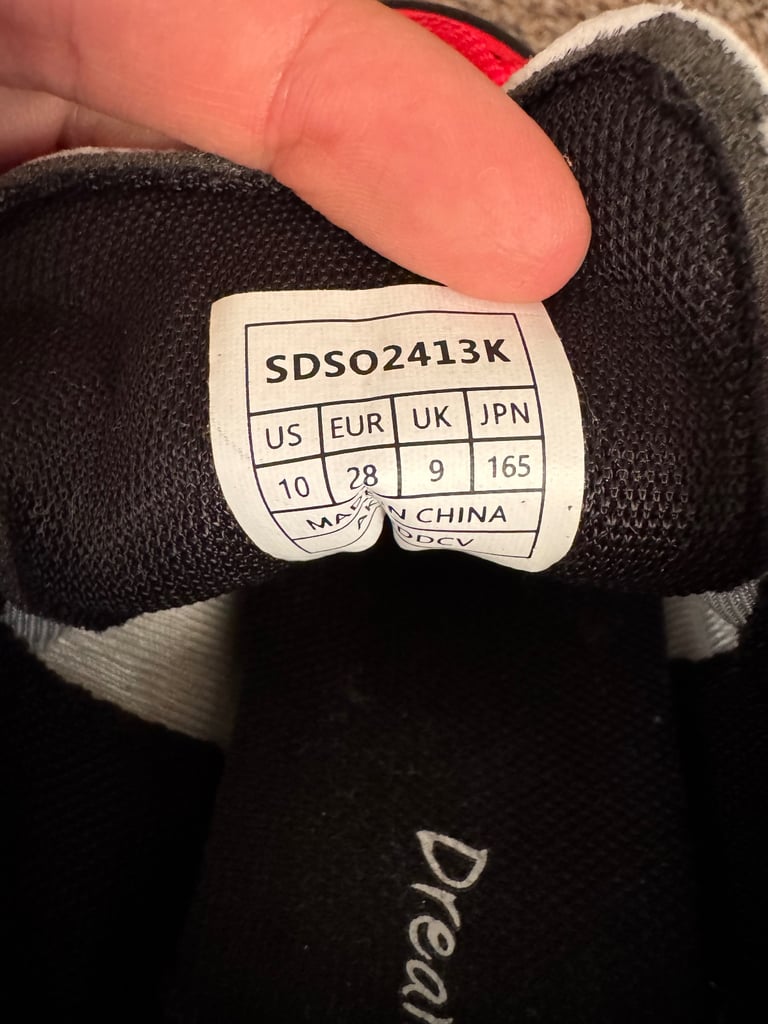 SDSO2413K
US EUR UK JPN
10 28 9 165
CHINA